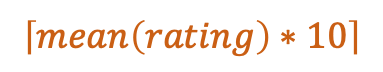 ⌈mean(rating) ∗ 10⌉